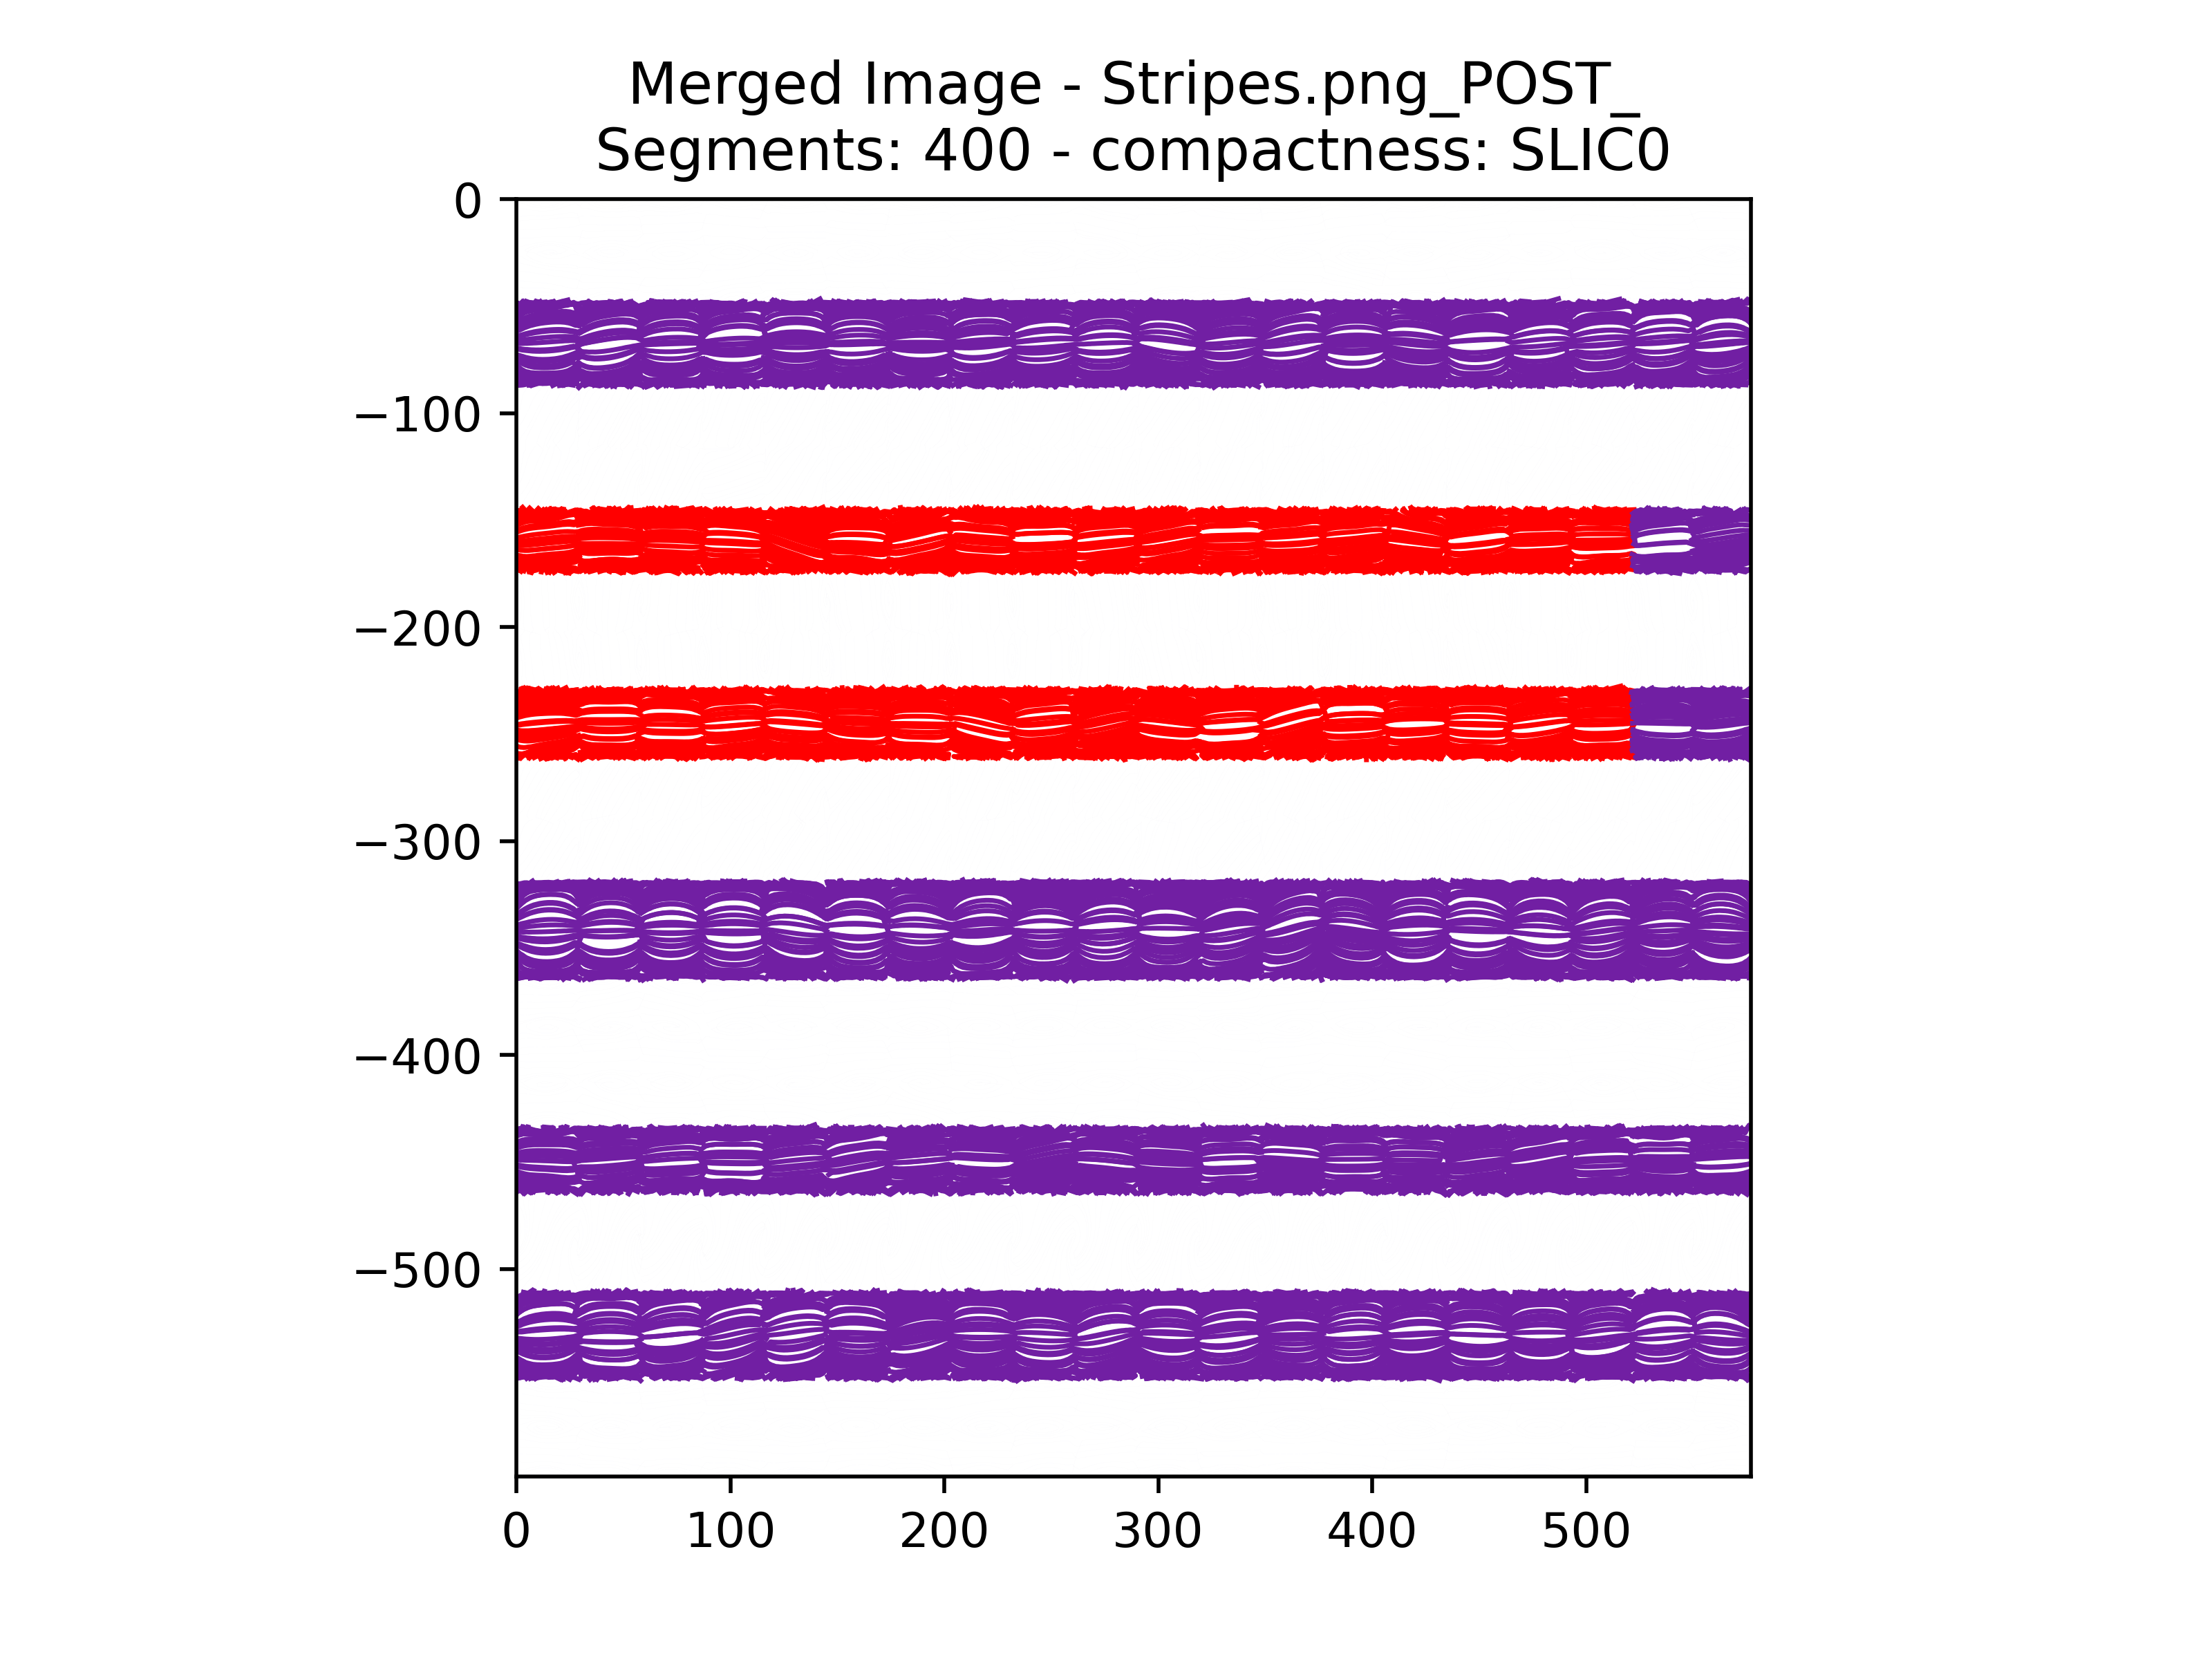 Merged Image - Stripes.png_POST_
Segments: 400 - compactness: SLIC0
0
−100
−200
−300
−400
−500
0 100 200 300 400 500